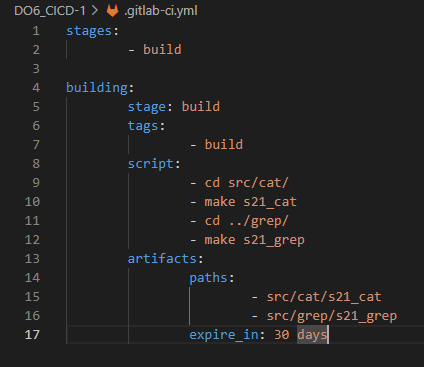 DO6_CICD-1 > .gitlab-ci.yml
1 stages:
2 - build
3
4 building:
5 stage: build
6 tags:
7 - build
8 script:
9 - cd src/cat/
10 - make s21_cat
11 - cd ../grep/
12 - make s21_grep
13 artifacts:
14 paths:
15 - src/cat/s21_cat
16 - src/grep/s21_grep
17 expire_in: 30 days